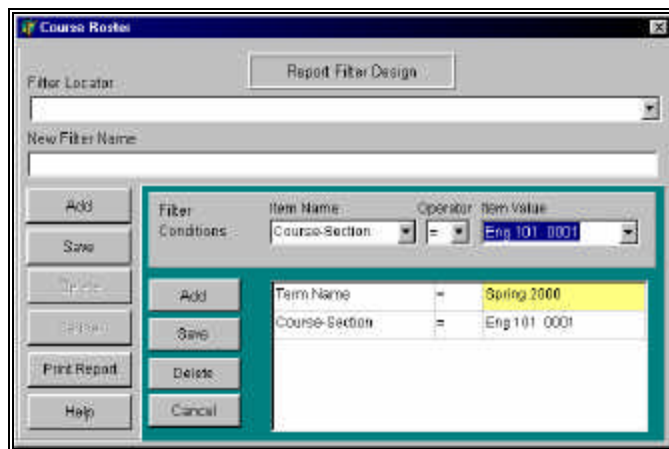 Course Roster
Report Filter Design
Filter Locator
New Filter Name
Add
Save
Delete
Cancel
Print Report
Help
Filter Conditions
Item Name
Operator
Item Value
Course-Section
=
Eng 101 0001
Add
Save
Delete
Cancel
Term Name = Spring 2000
Course-Section = Eng 101 0001